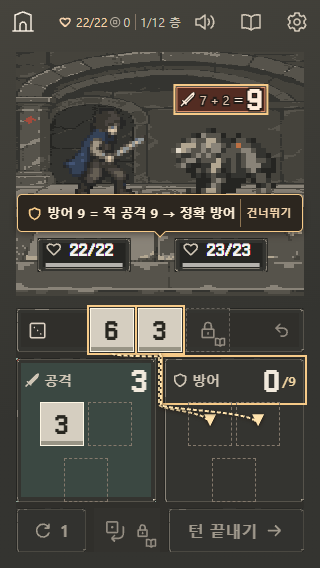 22/22 0 1/12 층
7 + 2 = 9
방어 9 = 적 공격 9 → 정확 방어 건너뛰기
22/22 23/23
6 3
공격 3 방어 0/9
3
1 턴 끝내기 →